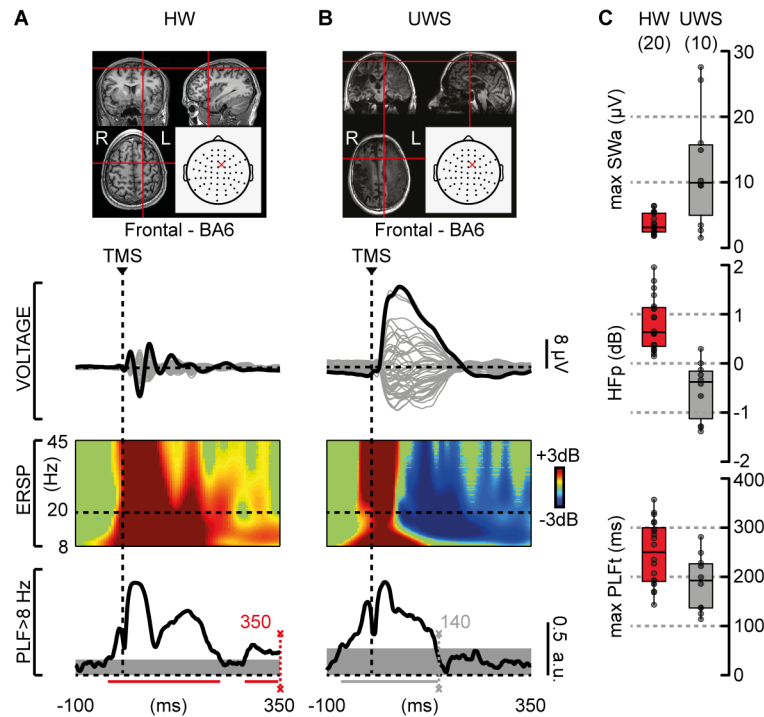 A
HW
B
UWS
C
HW
UWS
(20)
(10)
R
L
R
L
Frontal - BA6
Frontal - BA6
TMS
TMS
VOLTAGE
8 µV
ERSP
(Hz)
45
20
8
+3dB
-3dB
PLF>8 Hz
350
140
0.5 a.u.
-100
(ms)
350
-100
(ms)
350
max SWa (µV)
30
20
10
0
HFp (dB)
2
1
0
-1
-2
max PLFt (ms)
400
300
200
100
0